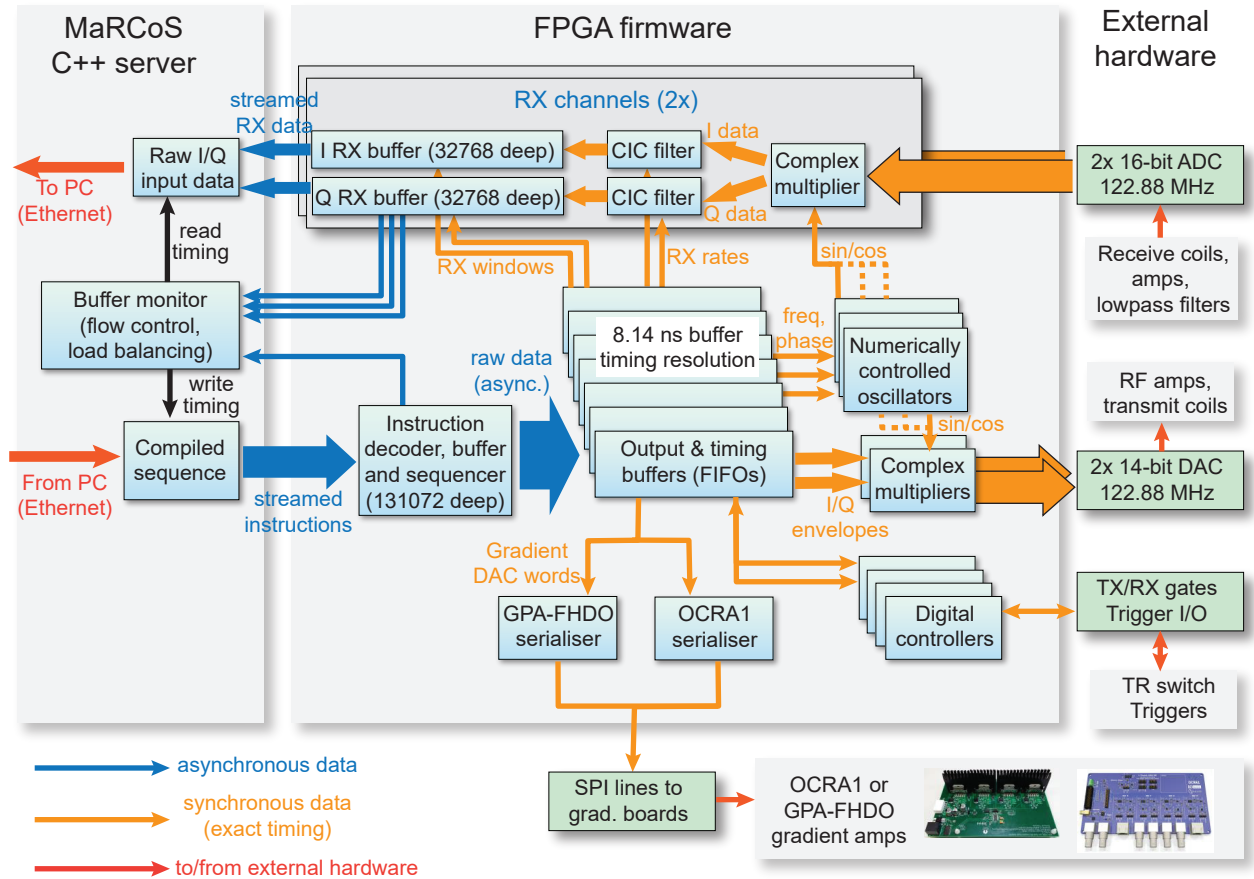 MaRCoS
C++ server
FPGA firmware
External
hardware
RX channels (2x)
streamed
RX data
I data
Raw I/Q
input data
I RX buffer (32768 deep)
CIC filter
Complex
multiplier
2x 16-bit ADC
122.88 MHz
To PC
(Ethernet)
Q RX buffer (32768 deep)
CIC filter
Q data
read
timing
RX windows
RX rates
sin/cos
Receive coils,
amps,
lowpass filters
Buffer monitor
(flow control,
load balancing)
8.14 ns buffer
timing resolution
freq,
phase
Numerically
controlled
oscillators
raw data
(async.)
write
timing
RF amps,
transmit coils
Compiled
sequence
Instruction
decoder, buffer
and sequencer
(131072 deep)
sin/cos
Output & timing
buffers (FIFOs)
Complex
multipliers
2x 14-bit DAC
122.88 MHz
From PC
(Ethernet)
streamed
instructions
I/Q
envelopes
Gradient
DAC words
GPA-FHDO
serialiser
OCRA1
serialiser
Digital
controllers
TX/RX gates
Trigger I/O
TR switch
Triggers
asynchronous data
synchronous data
(exact timing)
to/from external hardware
SPI lines to
grad. boards
OCRA1 or
GPA-FHDO
gradient amps